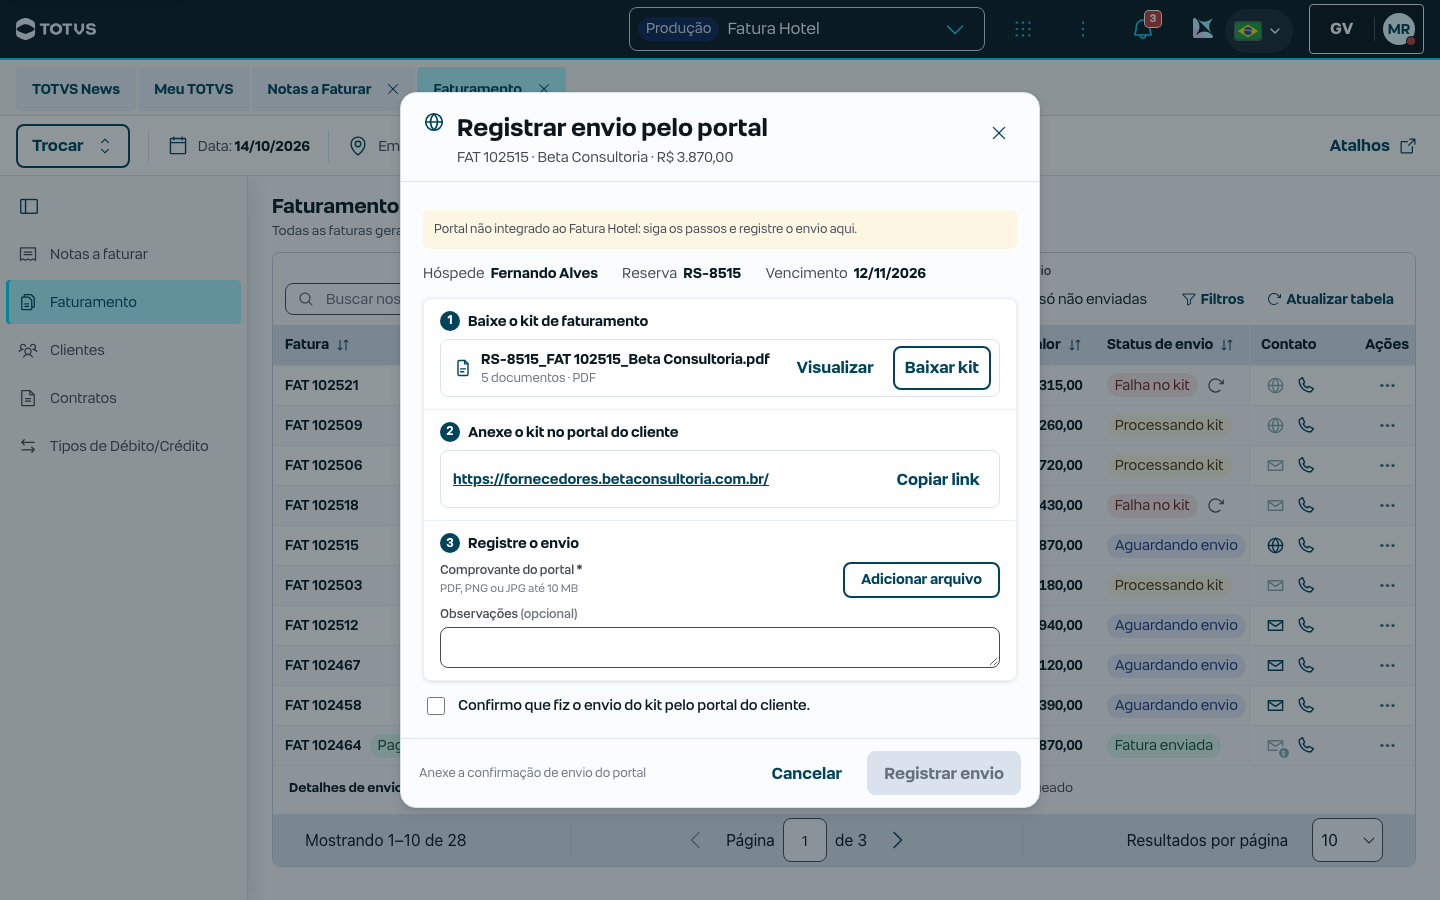 TOTVS
Produção Fatura Hotel
3
GV MR
TOTVS News Meu TOTVS Notas a Faturar Faturamento
Trocar Data: 14/10/2026 Em Atalhos
Notas a faturar
Faturamento
Clientes
Contratos
Tipos de Débito/Crédito
Faturamento
Todas as faturas gera
Buscar nos só não enviadas Filtros Atualizar tabela
Fatura Status de envio Contato Ações
FAT 102521 315,00 Falha no kit
FAT 102509 260,00 Processando kit
FAT 102506 720,00 Processando kit
FAT 102518 430,00 Falha no kit
FAT 102515 870,00 Aguardando envio
FAT 102503 180,00 Processando kit
FAT 102512 940,00 Aguardando envio
FAT 102467 120,00 Aguardando envio
FAT 102458 390,00 Aguardando envio
FAT 102464 Pag 870,00 Fatura enviada
Detalhes de envio
Mostrando 1–10 de 28 Página 1 de 3 Resultados por página 10
Registrar envio pelo portal
FAT 102515 · Beta Consultoria · R$ 3.870,00
Portal não integrado ao Fatura Hotel: siga os passos e registre o envio aqui.
Hóspede Fernando Alves Reserva RS-8515 Vencimento 12/11/2026
1 Baixe o kit de faturamento
RS-8515_FAT 102515_Beta Consultoria.pdf
5 documentos · PDF
Visualizar Baixar kit
2 Anexe o kit no portal do cliente
https://fornecedores.betaconsultoria.com.br/ Copiar link
3 Registre o envio
Comprovante do portal *
PDF, PNG ou JPG até 10 MB
Adicionar arquivo
Observações (opcional)
Confirmo que fiz o envio do kit pelo portal do cliente.
Anexe a confirmação de envio do portal Cancelar Registrar envio